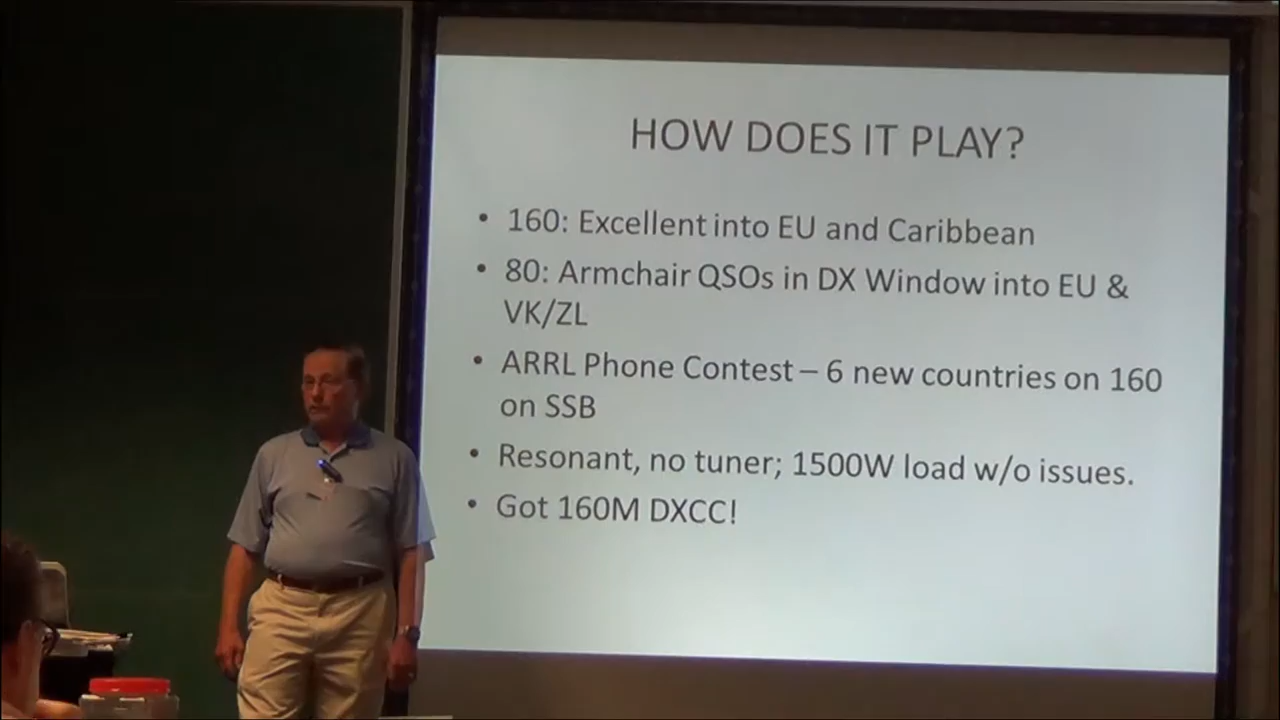 HOW DOES IT PLAY?
• 160: Excellent into EU and Caribbean
• 80: Armchair QSOs in DX Window into EU &
VK/ZL
• ARRL Phone Contest – 6 new countries on 160
on SSB
• Resonant, no tuner; 1500W load w/o issues.
• Got 160M DXCC!